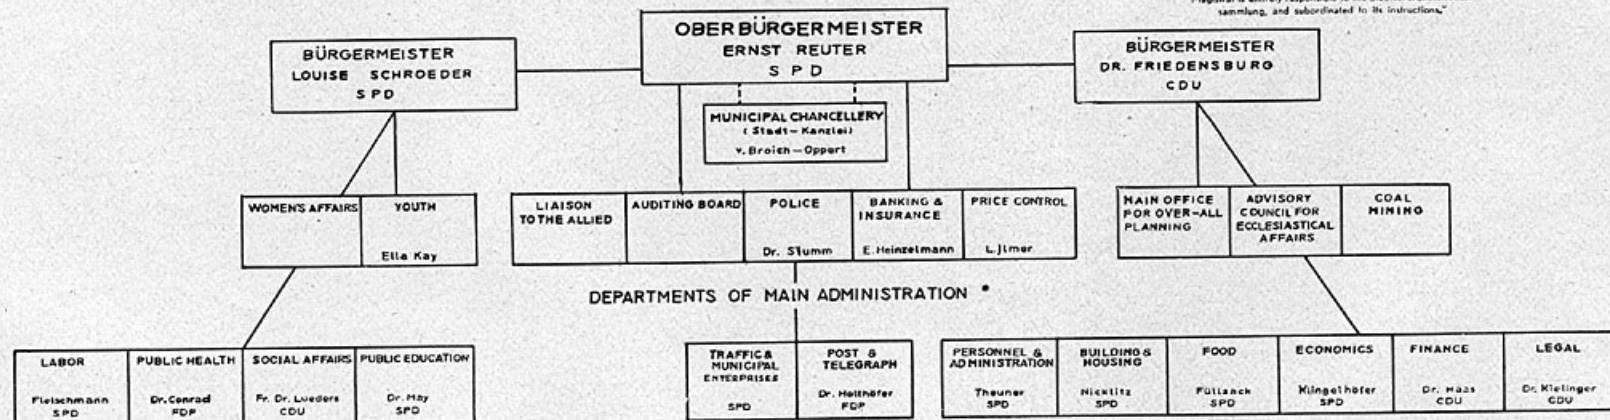 sammlung, and subordinated to its instructions."
OBERBÜRGERMEISTER
ERNST REUTER
SPD
BÜRGERMEISTER
LOUISE SCHROEDER
SPD
BÜRGERMEISTER
DR. FRIEDENSBURG
CDU
MUNICIPAL CHANCELLERY
(Stadt-Kanzlei)
v. Broich-Oppert
WOMEN'S AFFAIRS
YOUTH
Ella Kay
LIAISON
TO THE ALLIED
AUDITING BOARD
POLICE
Dr. Stumm
BANKING &
INSURANCE
E. Heinzelmann
PRICE CONTROL
L. Jlmer
MAIN OFFICE
FOR OVER-ALL
PLANNING
ADVISORY
COUNCIL FOR
ECCLESIASTICAL
AFFAIRS
COAL
MINING
DEPARTMENTS OF MAIN ADMINISTRATION *
LABOR
Fleischmann
SPD
PUBLIC HEALTH
Dr. Conrad
FDP
SOCIAL AFFAIRS
Fr. Dr. Lueders
CDU
PUBLIC EDUCATION
Dr. May
SPD
TRAFFIC &
MUNICIPAL
ENTERPRISES
SPD
POST &
TELEGRAPH
Dr. Holthöfer
FDP
PERSONNEL &
ADMINISTRATION
Theuner
SPD
BUILDING &
HOUSING
Nicklitz
SPD
FOOD
Füllsack
SPD
ECONOMICS
Klingelhöfer
SPD
FINANCE
Dr. Haas
CDU
LEGAL
Dr. Kielinger
CDU